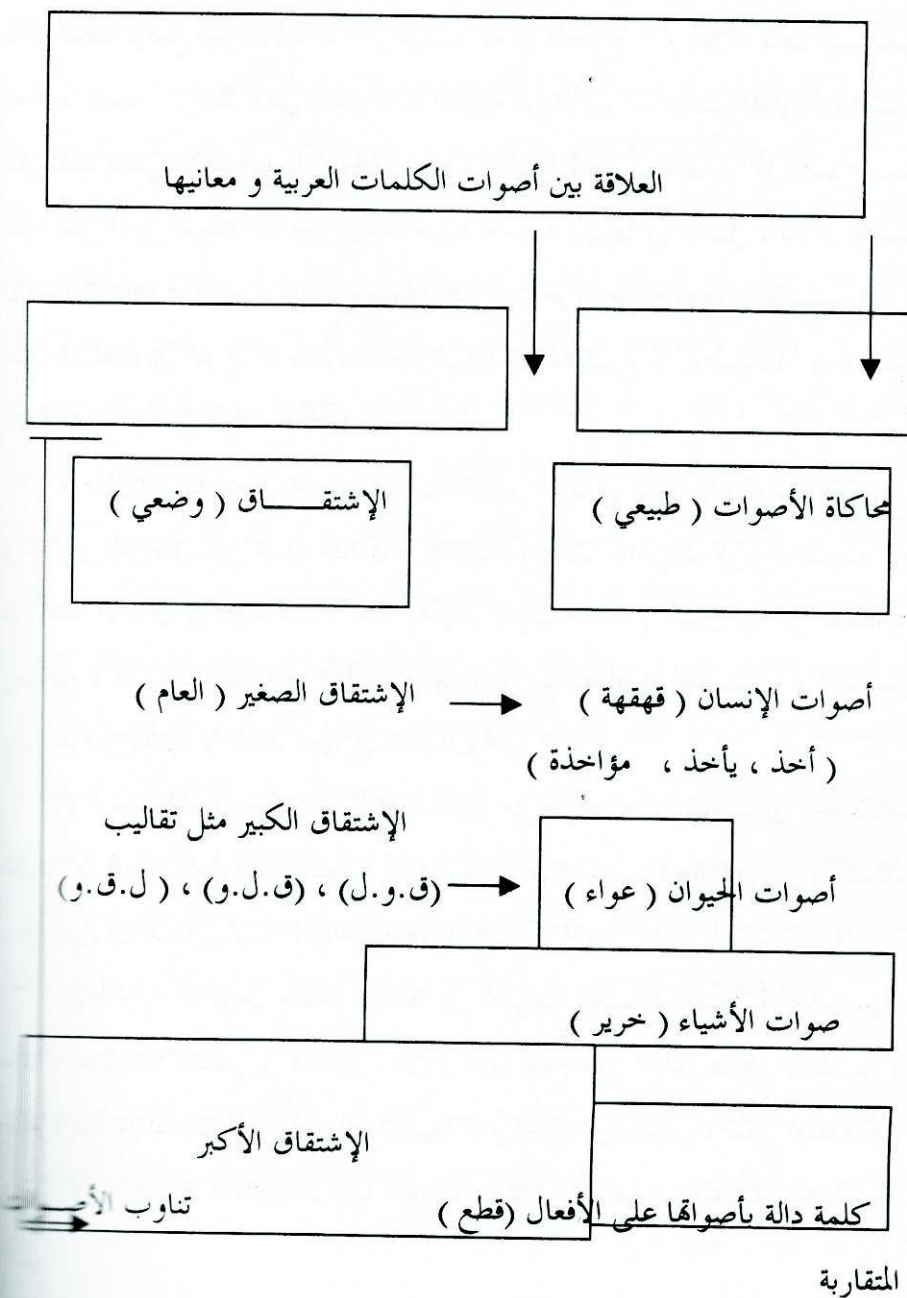 العلاقة بين أصوات الكلمات العربية و معانيها
محاكاة الأصوات ( طبيعي )
الإشتقـــــاق ( وضعي )
أصوات الإنسان ( قهقهة )
الإشتقاق الصغير ( العام )
( أخذ ، يأخذ ، مؤاخذة )
الإشتقاق الكبير مثل تقاليب
أصوات الحيوان ( عواء )
(ق.و.ل) ، (ق.ل.و) ، ( ل.ق.و)
صوات الأشياء ( خرير )
الإشتقاق الأكبر
كلمة دالة بأصواتها على الأفعال (قطع )
تناوب الأصـــوات
المتقاربة